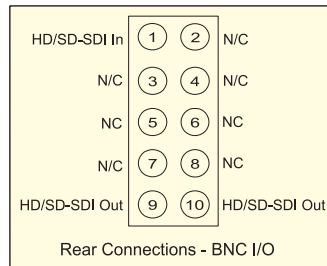 HD/SD-SDI In 1 2 N/C
N/C 3 4 N/C
NC 5 6 NC
N/C 7 8 NC
HD/SD-SDI Out 9 10 HD/SD-SDI Out
Rear Connections - BNC I/O